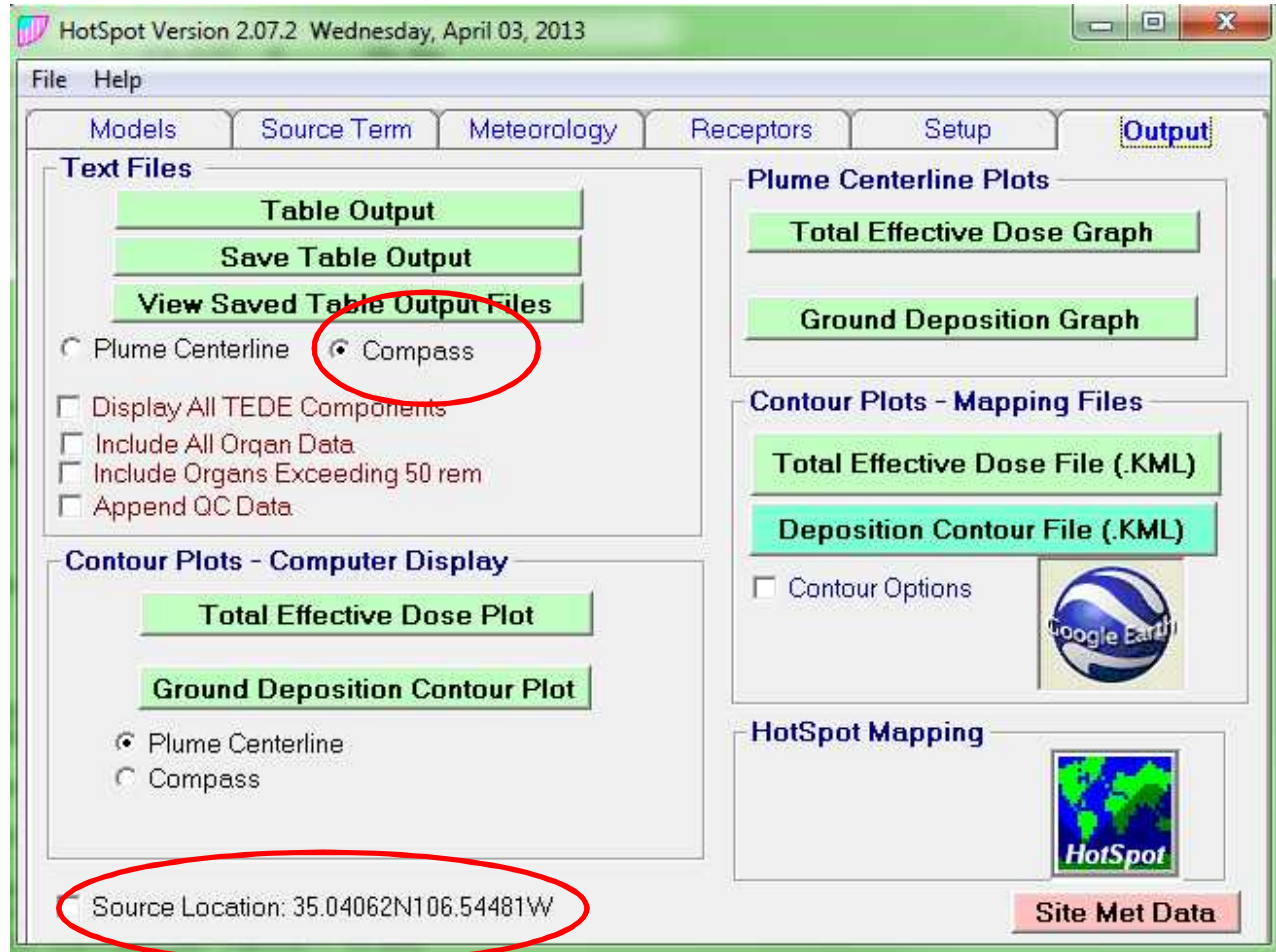 HotSpot Version 2.07.2 Wednesday, April 03, 2013
File Help
Models Source Term Meteorology Receptors Setup Output
Text Files
Table Output
Save Table Output
View Saved Table Output Files
Plume Centerline Compass
Display All TEDE Components
Include All Organ Data
Include Organs Exceeding 50 rem
Append QC Data
Contour Plots - Computer Display
Total Effective Dose Plot
Ground Deposition Contour Plot
Plume Centerline
Compass
Source Location: 35.04062N106.54481W
Plume Centerline Plots
Total Effective Dose Graph
Ground Deposition Graph
Contour Plots - Mapping Files
Total Effective Dose File (.KML)
Deposition Contour File (.KML)
Contour Options
Google Earth
HotSpot Mapping
HotSpot
Site Met Data